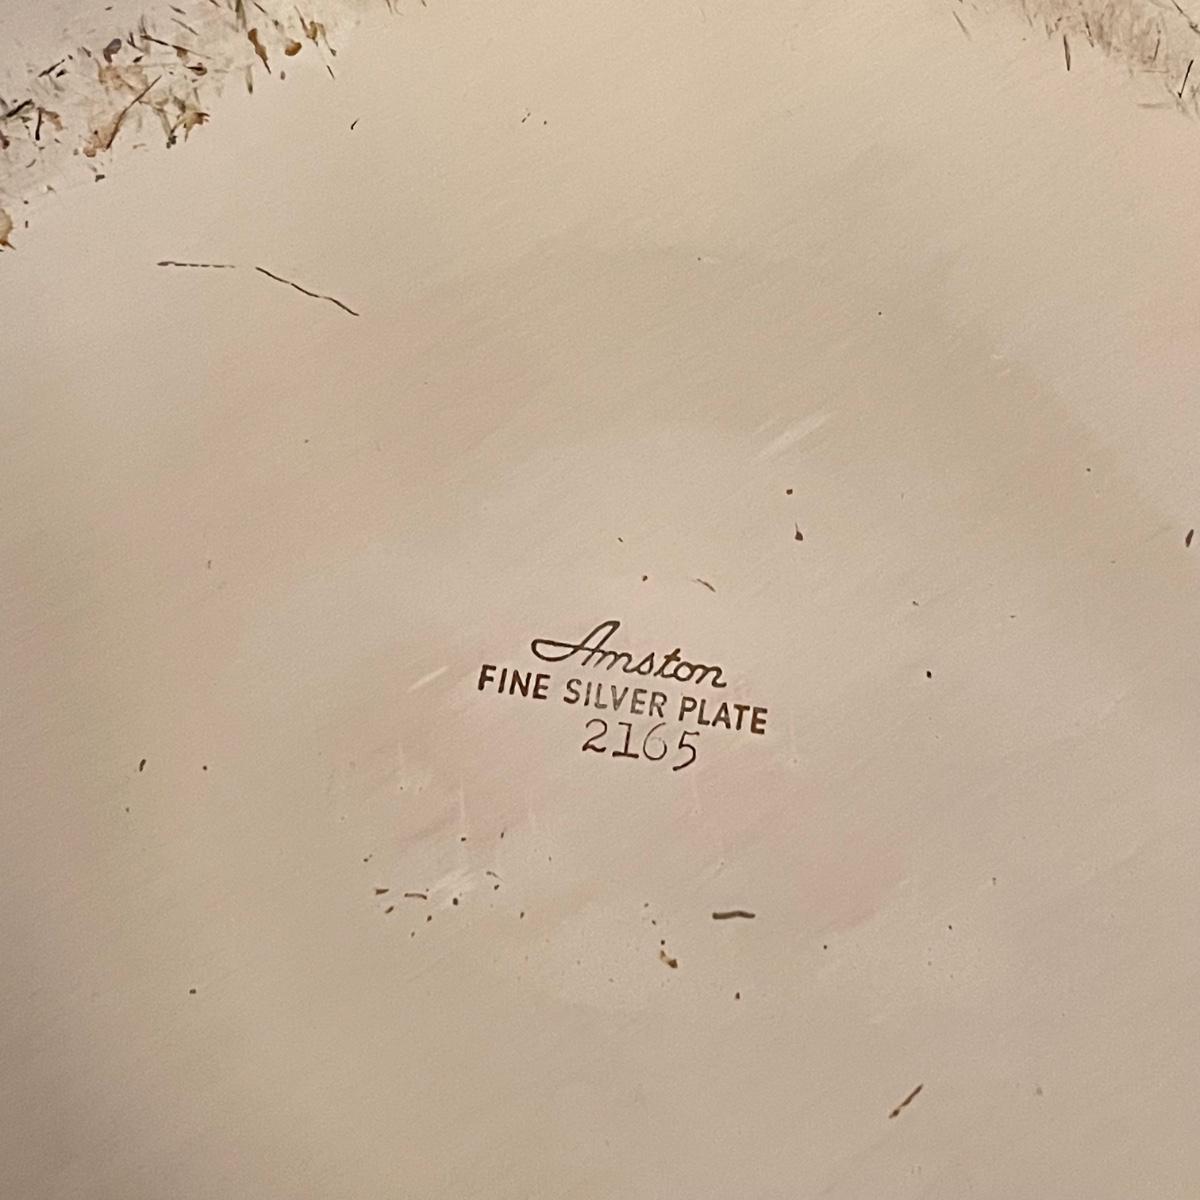 Amston
FINE SILVER PLATE
2165